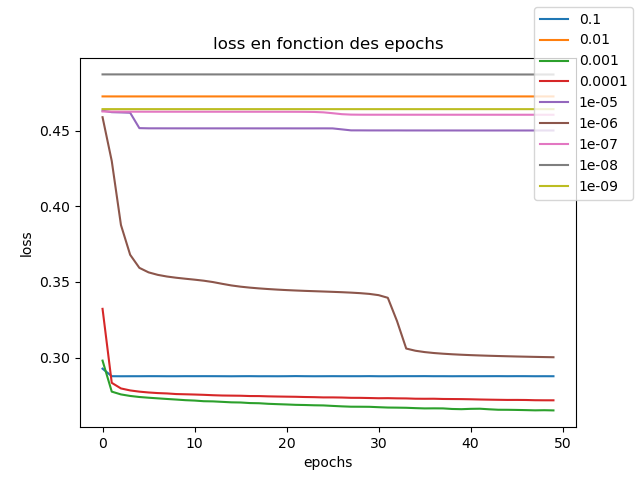 loss en fonction des epochs
0.1
0.01
0.001
0.0001
1e-05
1e-06
1e-07
1e-08
1e-09
loss
0.45
0.40
0.35
0.30
0 10 20 30 40 50
epochs